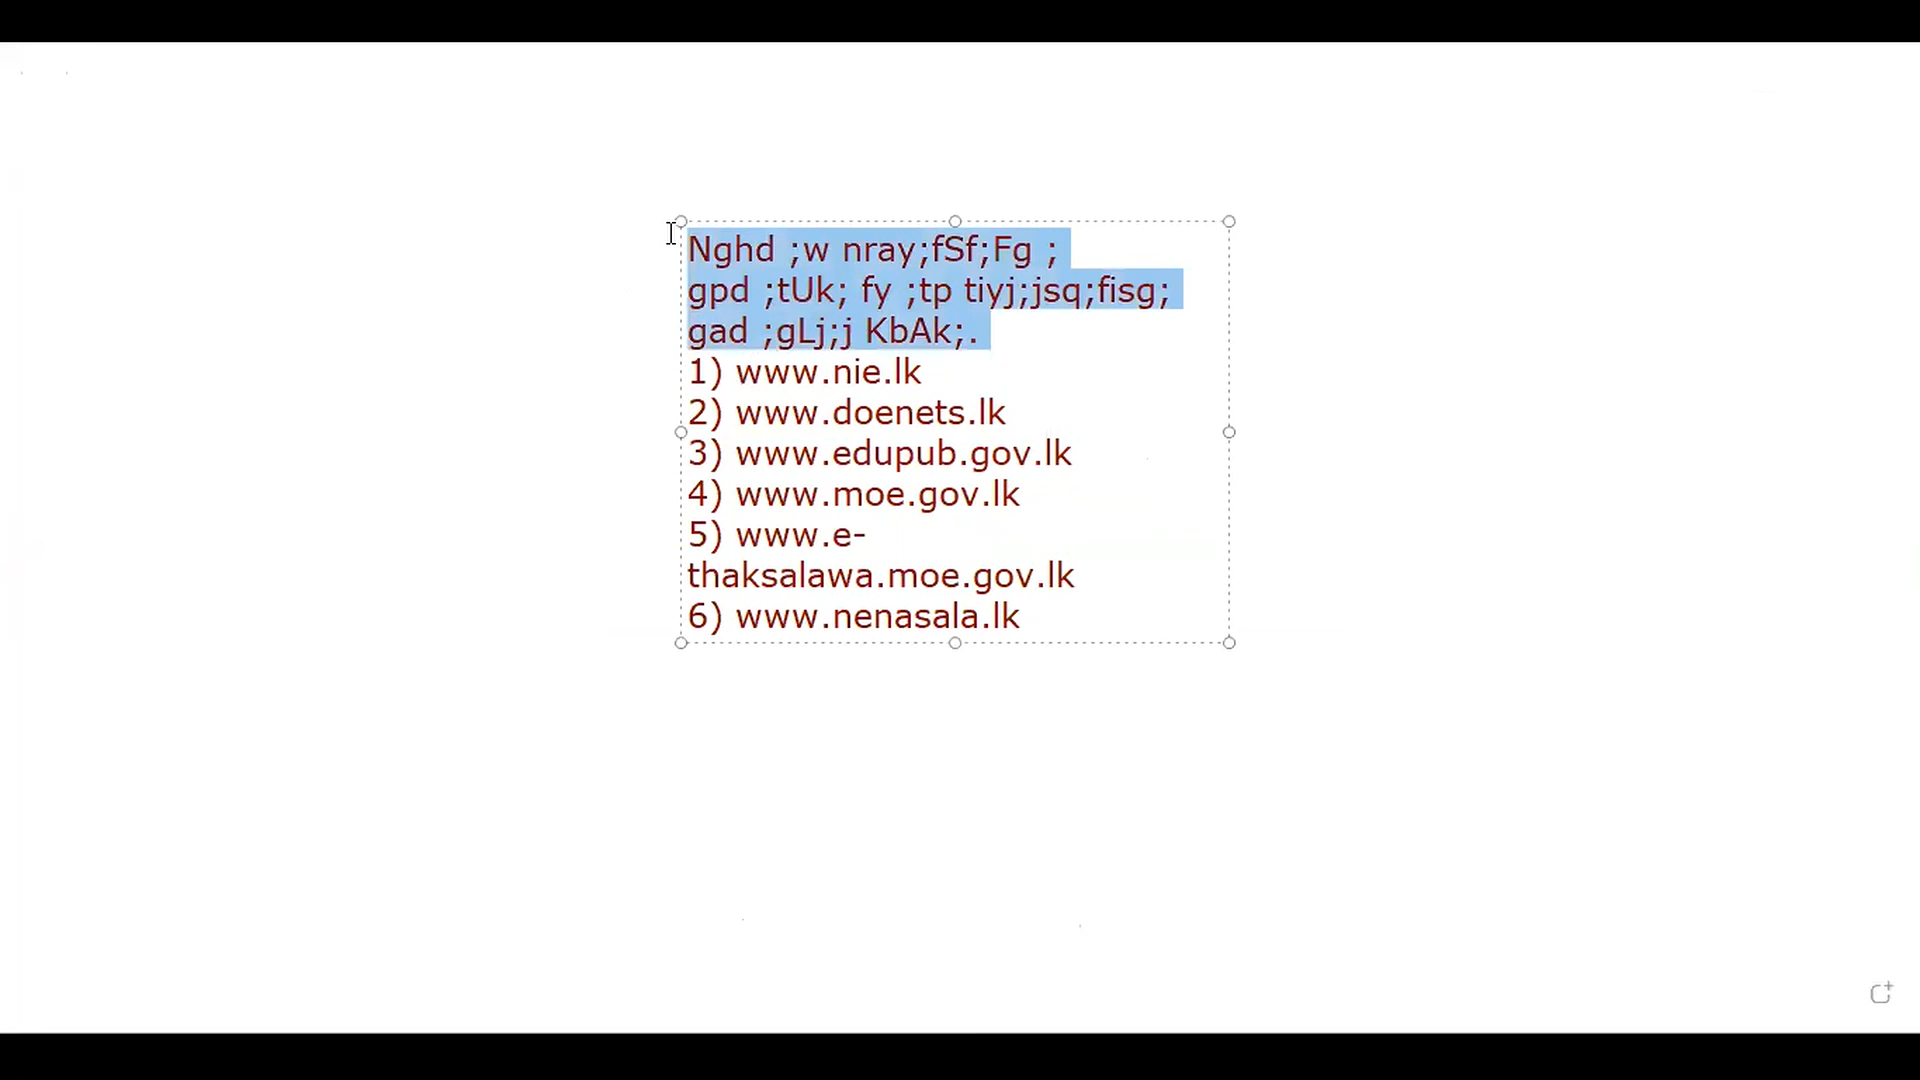 Nghd ;w nray;fSf;Fg ;
gpd ;tUk; fy ;tp tiyj;jsq;fisg;
gad ;gLj;j KbAk;.
1) www.nie.lk
2) www.doenets.lk
3) www.edupub.gov.lk
4) www.moe.gov.lk
5) www.e-
thaksalawa.moe.gov.lk
6) www.nenasala.lk